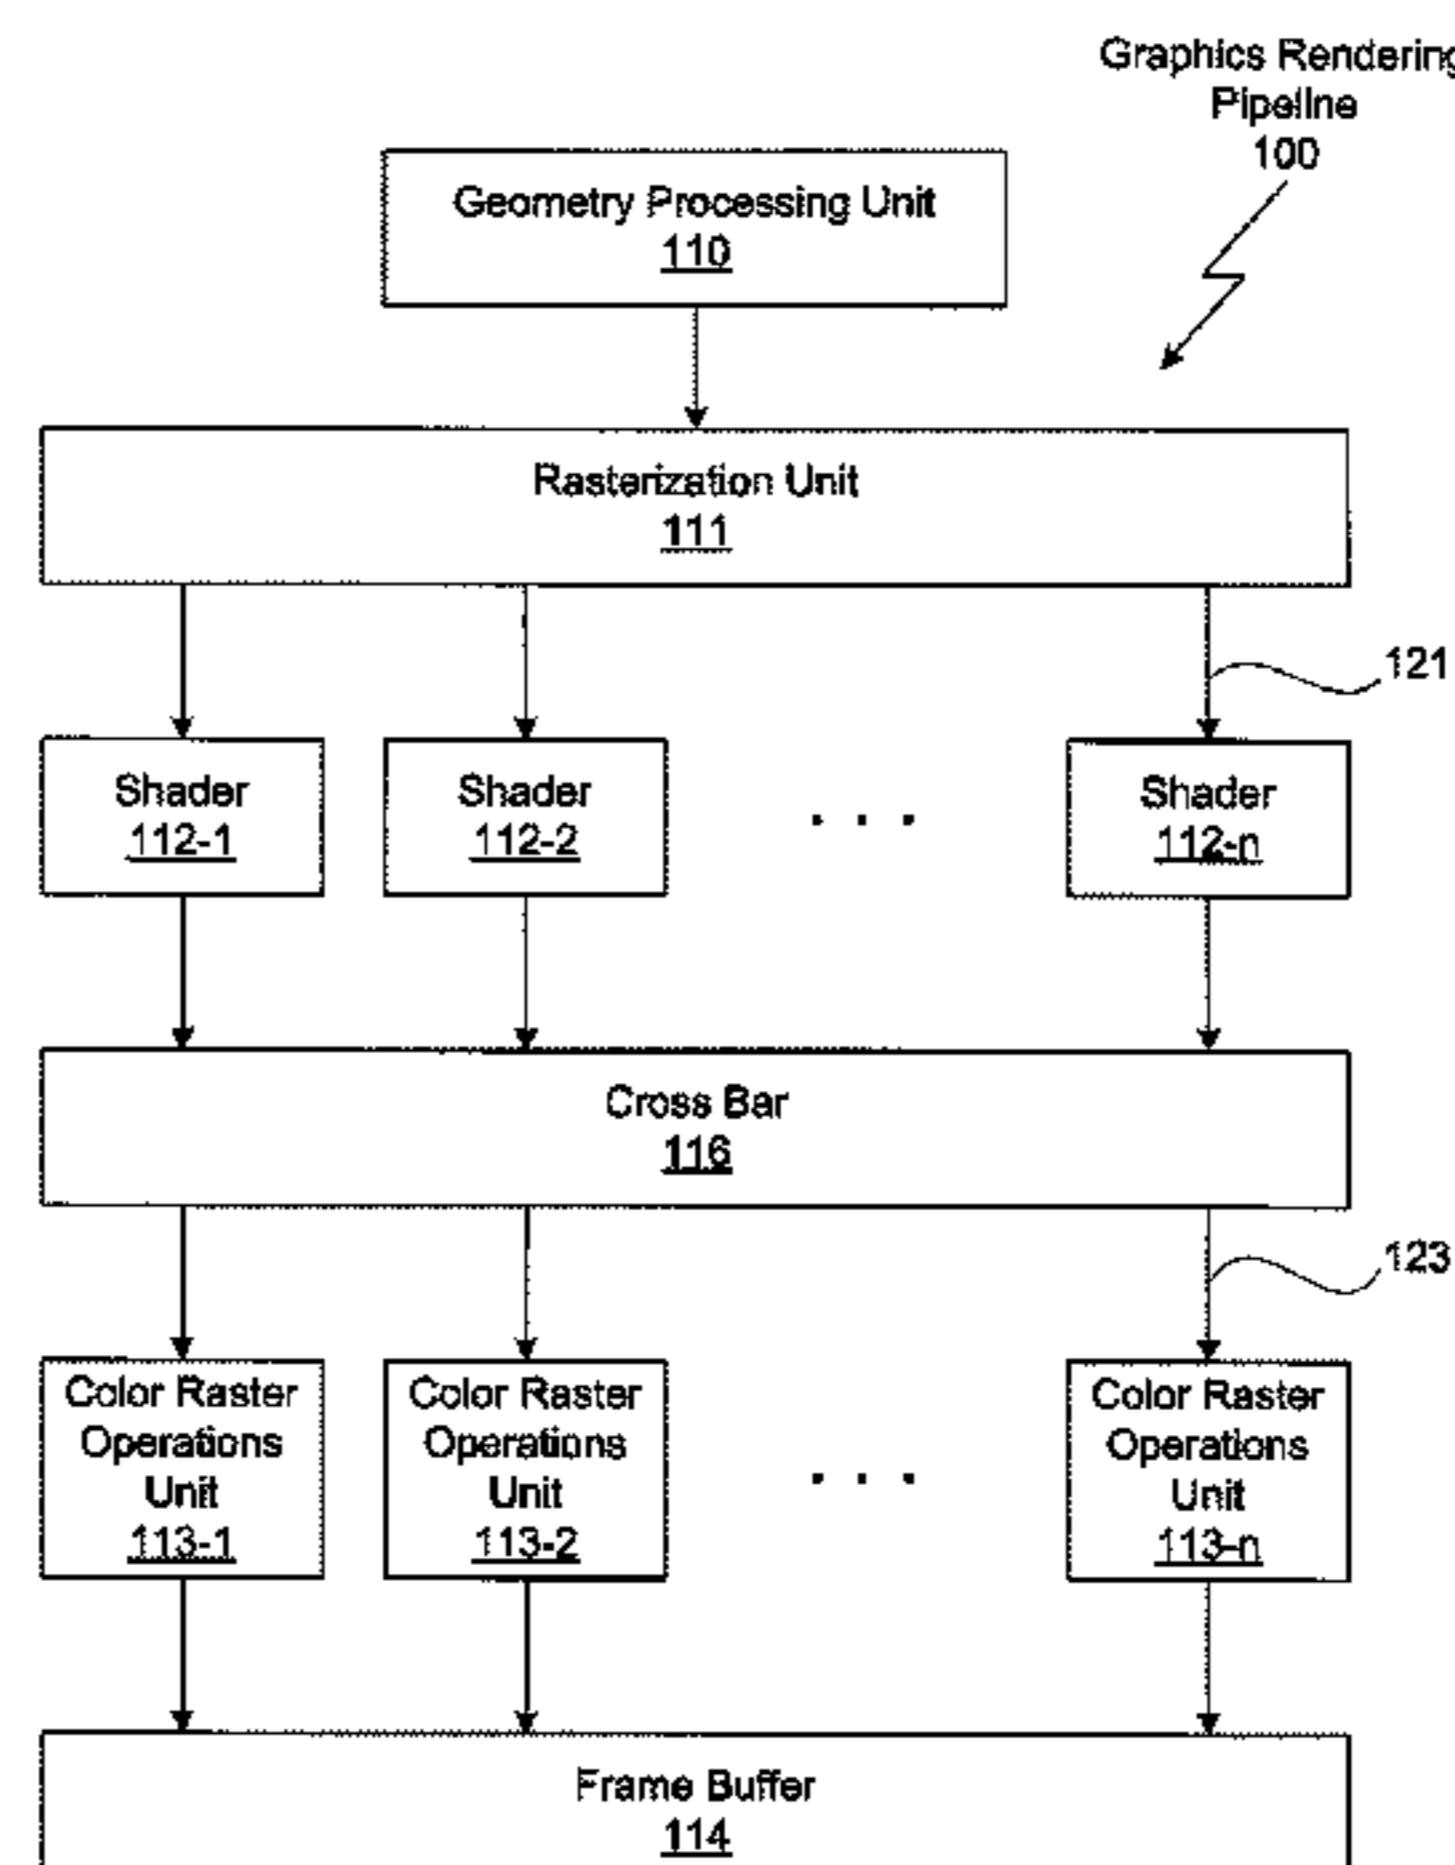 Graphics Rendering
Pipeline
100
Geometry Processing Unit
110
Rasterization Unit
111
121
Shader
112-1
Shader
112-2
. . .
Shader
112-n
Cross Bar
116
123
Color Raster
Operations
Unit
113-1
Color Raster
Operations
Unit
113-2
. . .
Color Raster
Operations
Unit
113-n
Frame Buffer
114